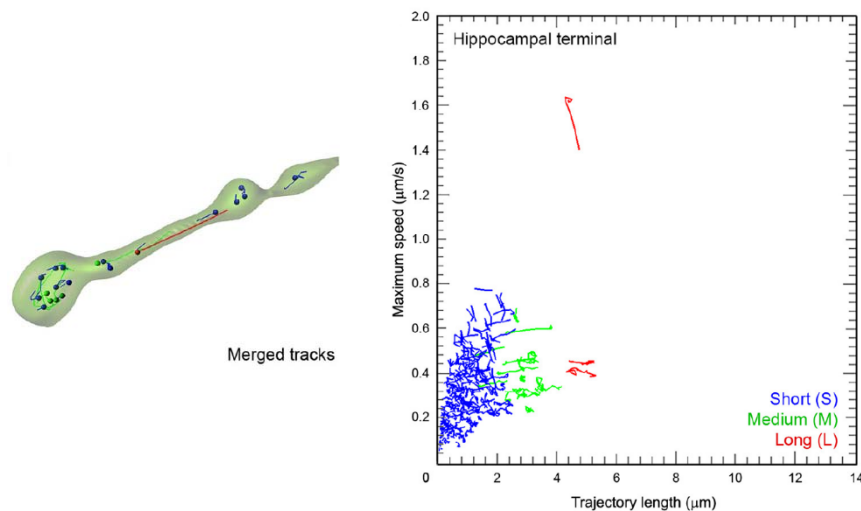 Merged tracks
Hippocampal terminal
Maximum speed (μm/s)
2.0
1.8
1.6
1.4
1.2
1.0
0.8
0.6
0.4
0.2
0 2 4 6 8 10 12 14
Trajectory length (μm)
Short (S)
Medium (M)
Long (L)